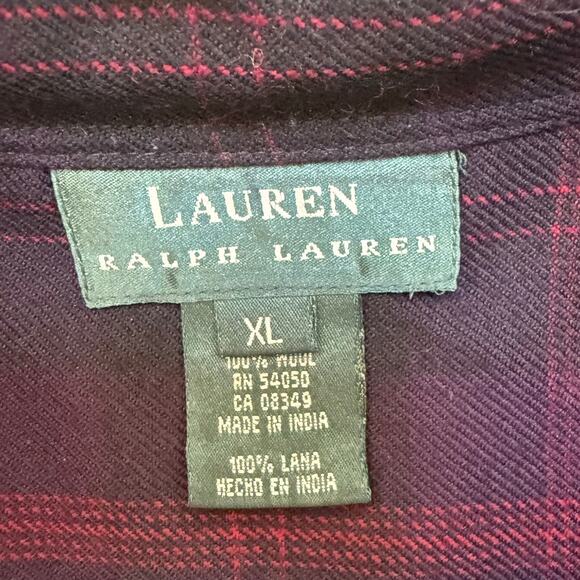 LAUREN
RALPH LAUREN
XL
100% WOOL
RN 54050
CA 08349
MADE IN INDIA
100% LANA
HECHO EN INDIA